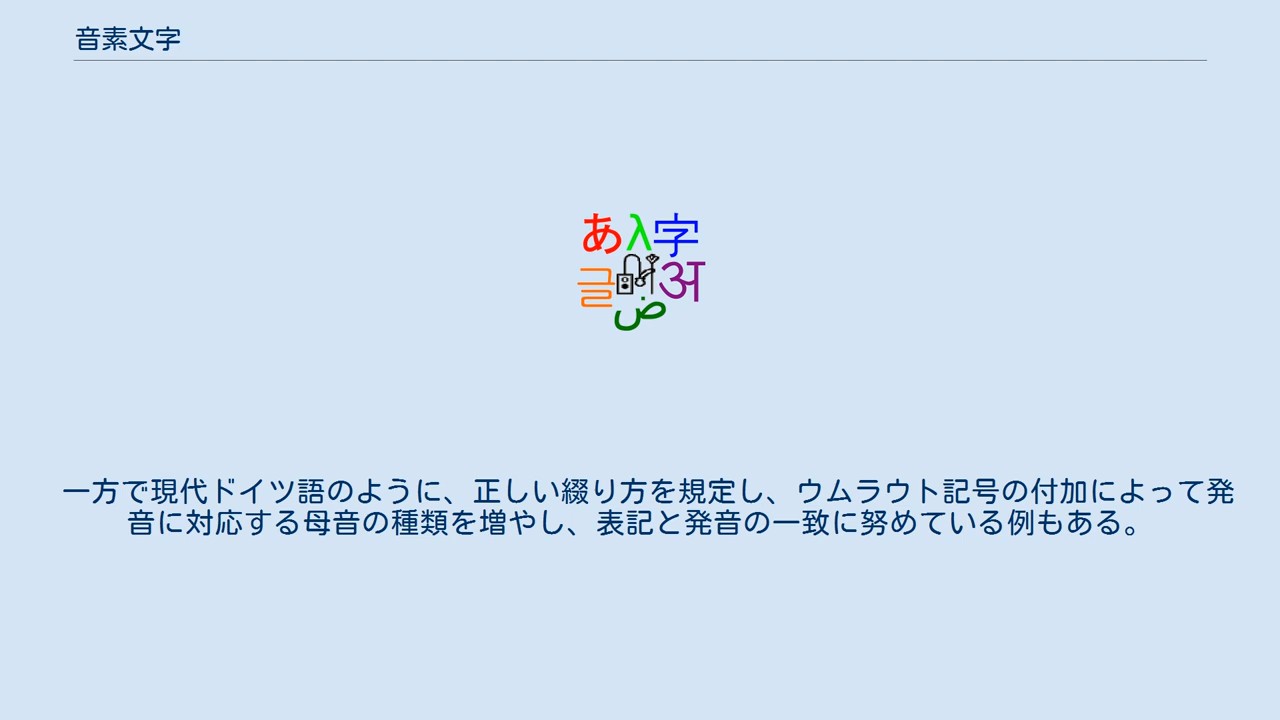 音素文字
あλ字
글अ
ض
一方で現代ドイツ語のように、正しい綴り方を規定し、ウムラウト記号の付加によって発
音に対応する母音の種類を増やし、表記と発音の一致に努めている例もある。